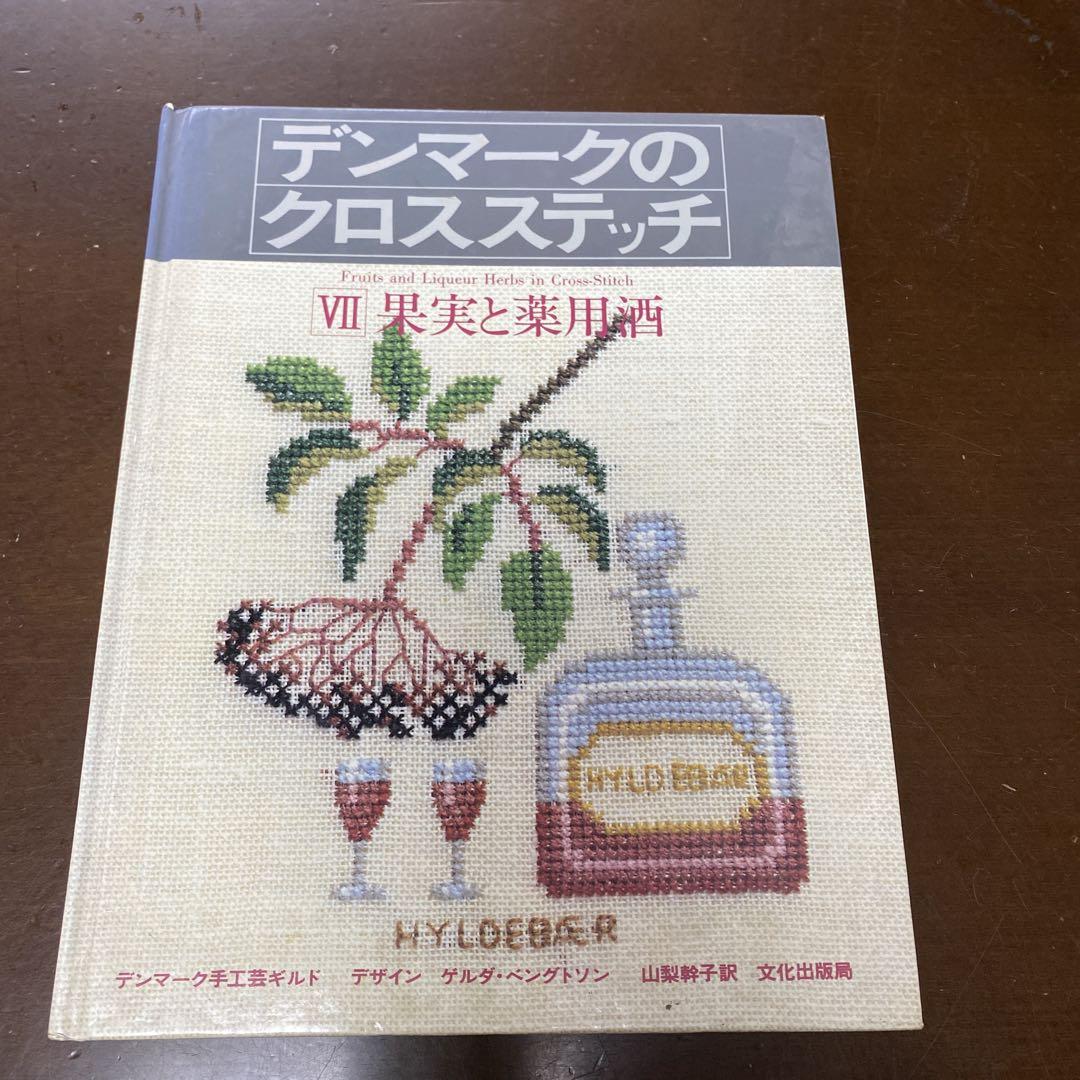 デンマークの
クロスステッチ
Fruits and Liqueur Herbs in Cross-Stitch
VII 果実と薬用酒
HYLDEBÆR
HYLDEBÆR
デンマーク手工芸ギルド デザイン ゲルダ・ベングトソン 山梨幹子訳 文化出版局